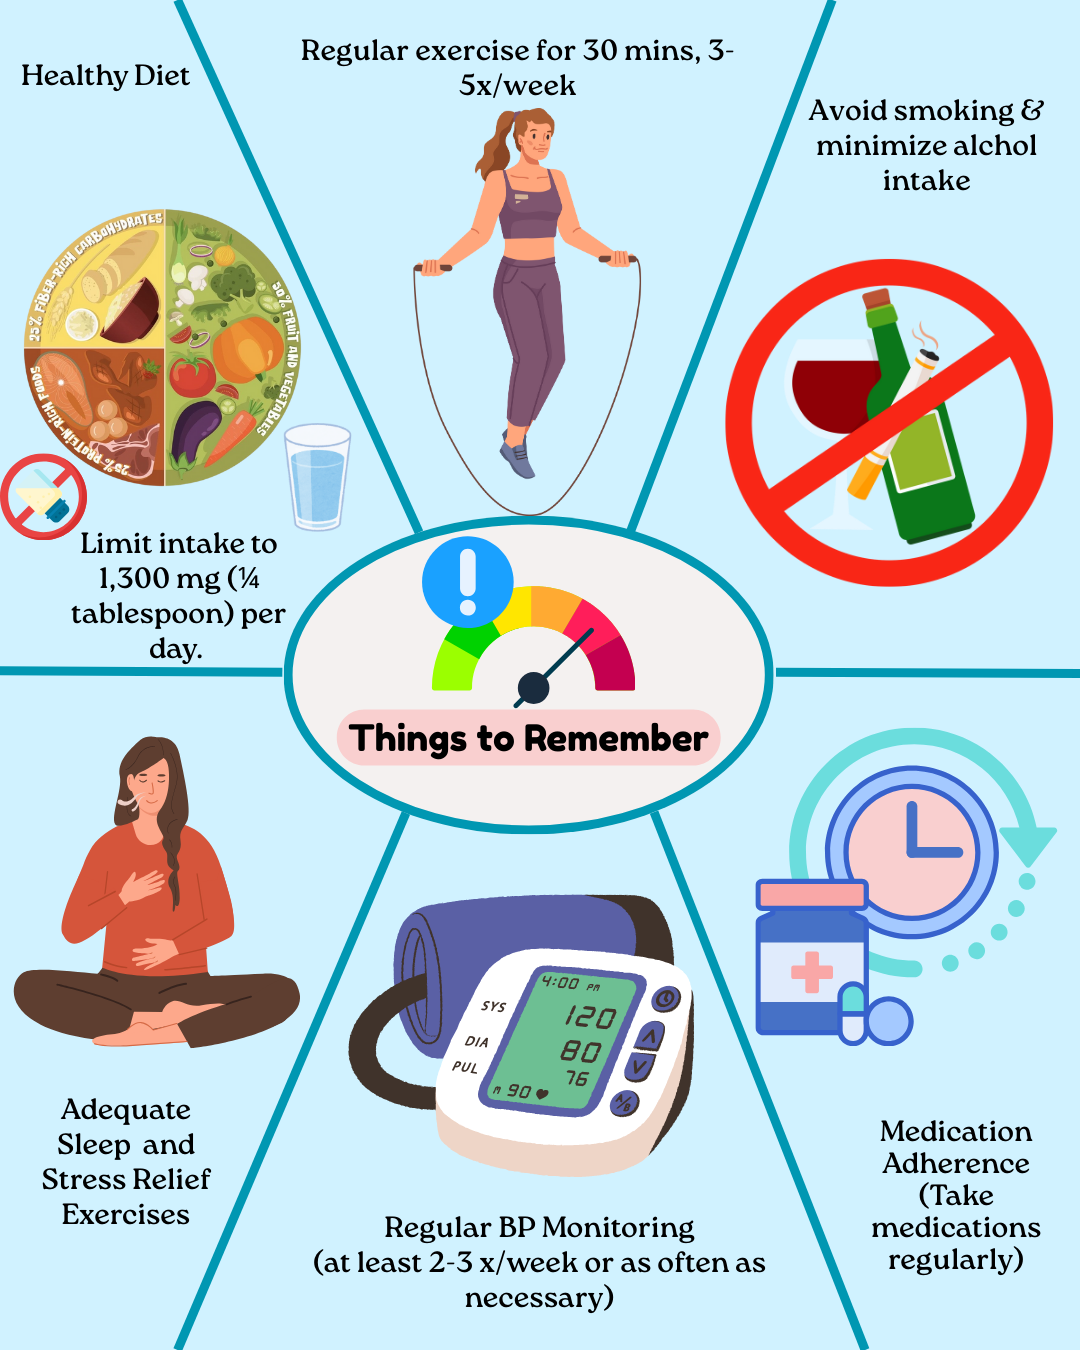 Healthy Diet
25% FIBER-RICH CARBOHYDRATES
50% FRUIT AND VEGETABLES
25% PROTEIN-RICH FOODS
Limit intake to
1,300 mg (¼
tablespoon) per
day.
Regular exercise for 30 mins, 3-
5x/week
Avoid smoking &
minimize alchol
intake
Things to Remember
Adequate
Sleep and
Stress Relief
Exercises
4:00 PM
SYS
120
DIA
80
PUL
76
M 90
A/B
Regular BP Monitoring
(at least 2-3 x/week or as often as
necessary)
Medication
Adherence
(Take
medications
regularly)